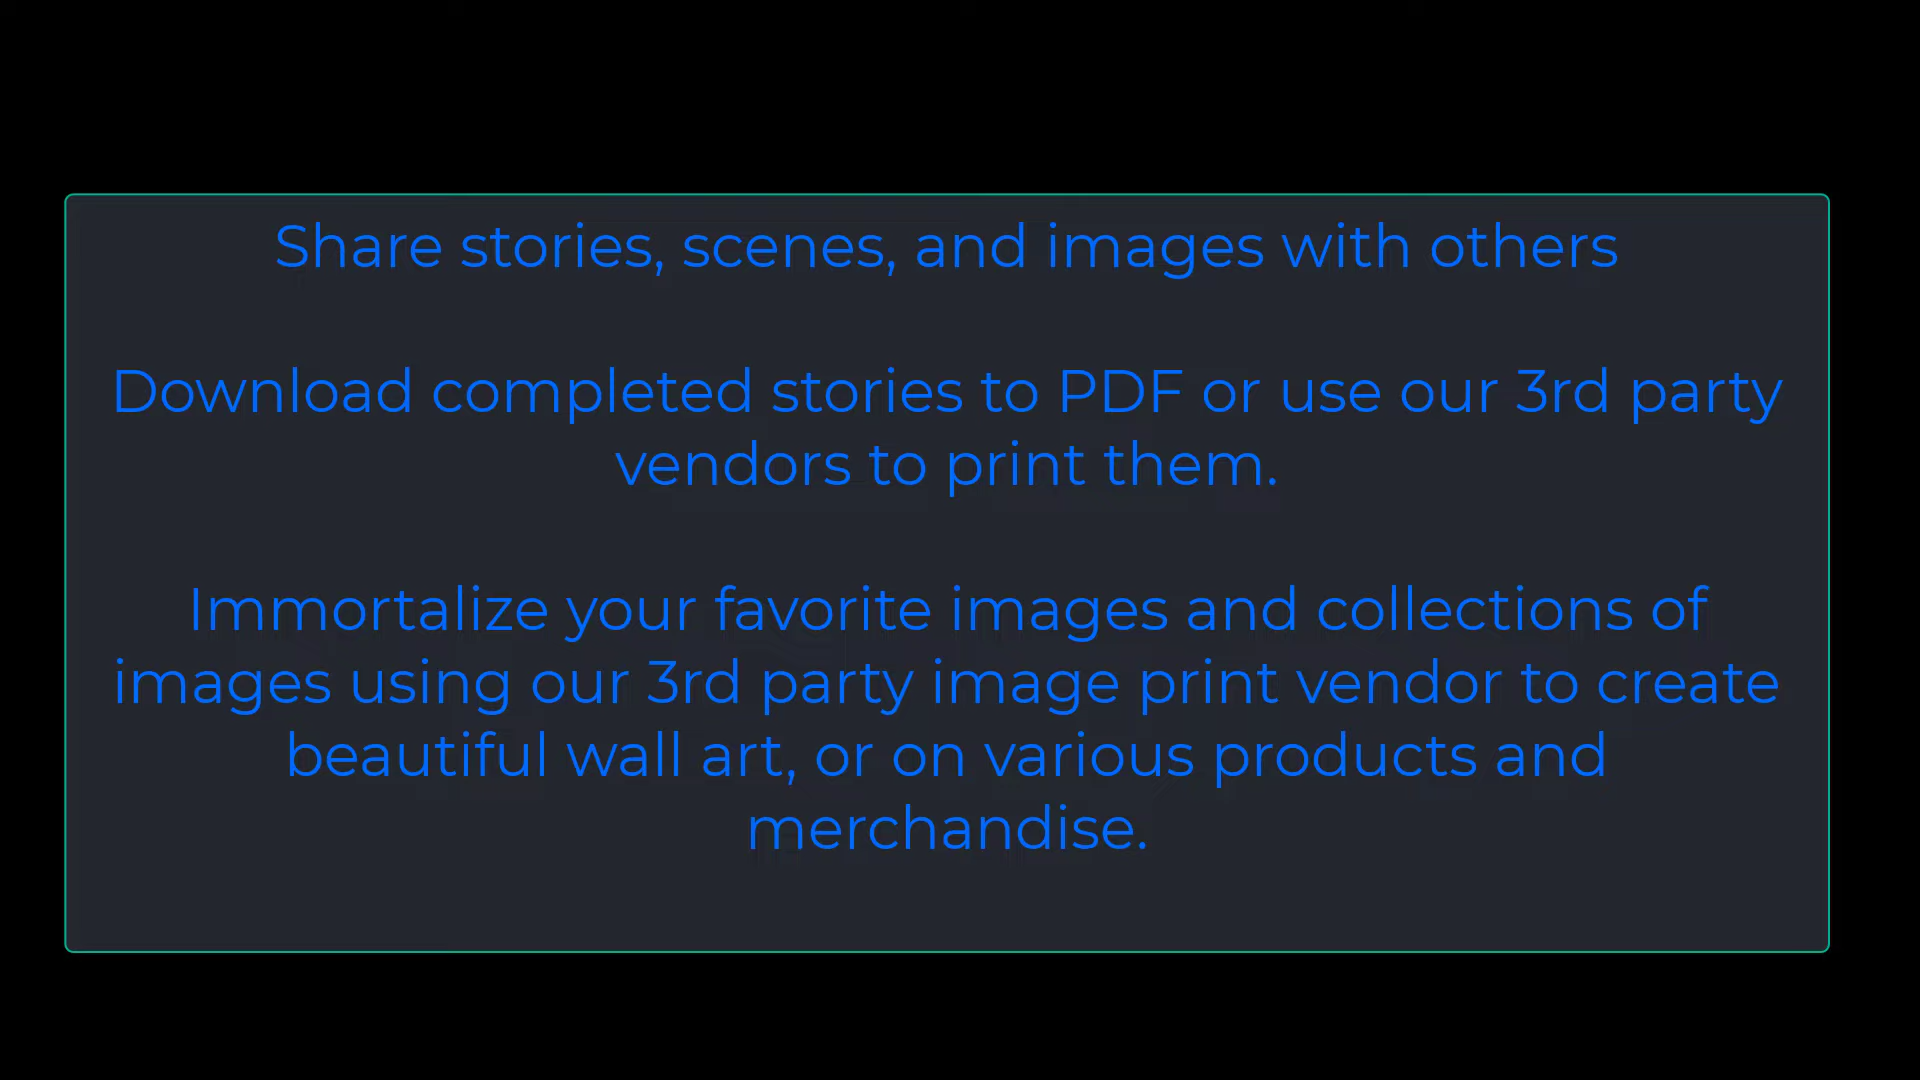 Share stories, scenes, and images with others
Download completed stories to PDF or use our 3rd party
vendors to print them.
Immortalize your favorite images and collections of
images using our 3rd party image print vendor to create
beautiful wall art, or on various products and
merchandise.